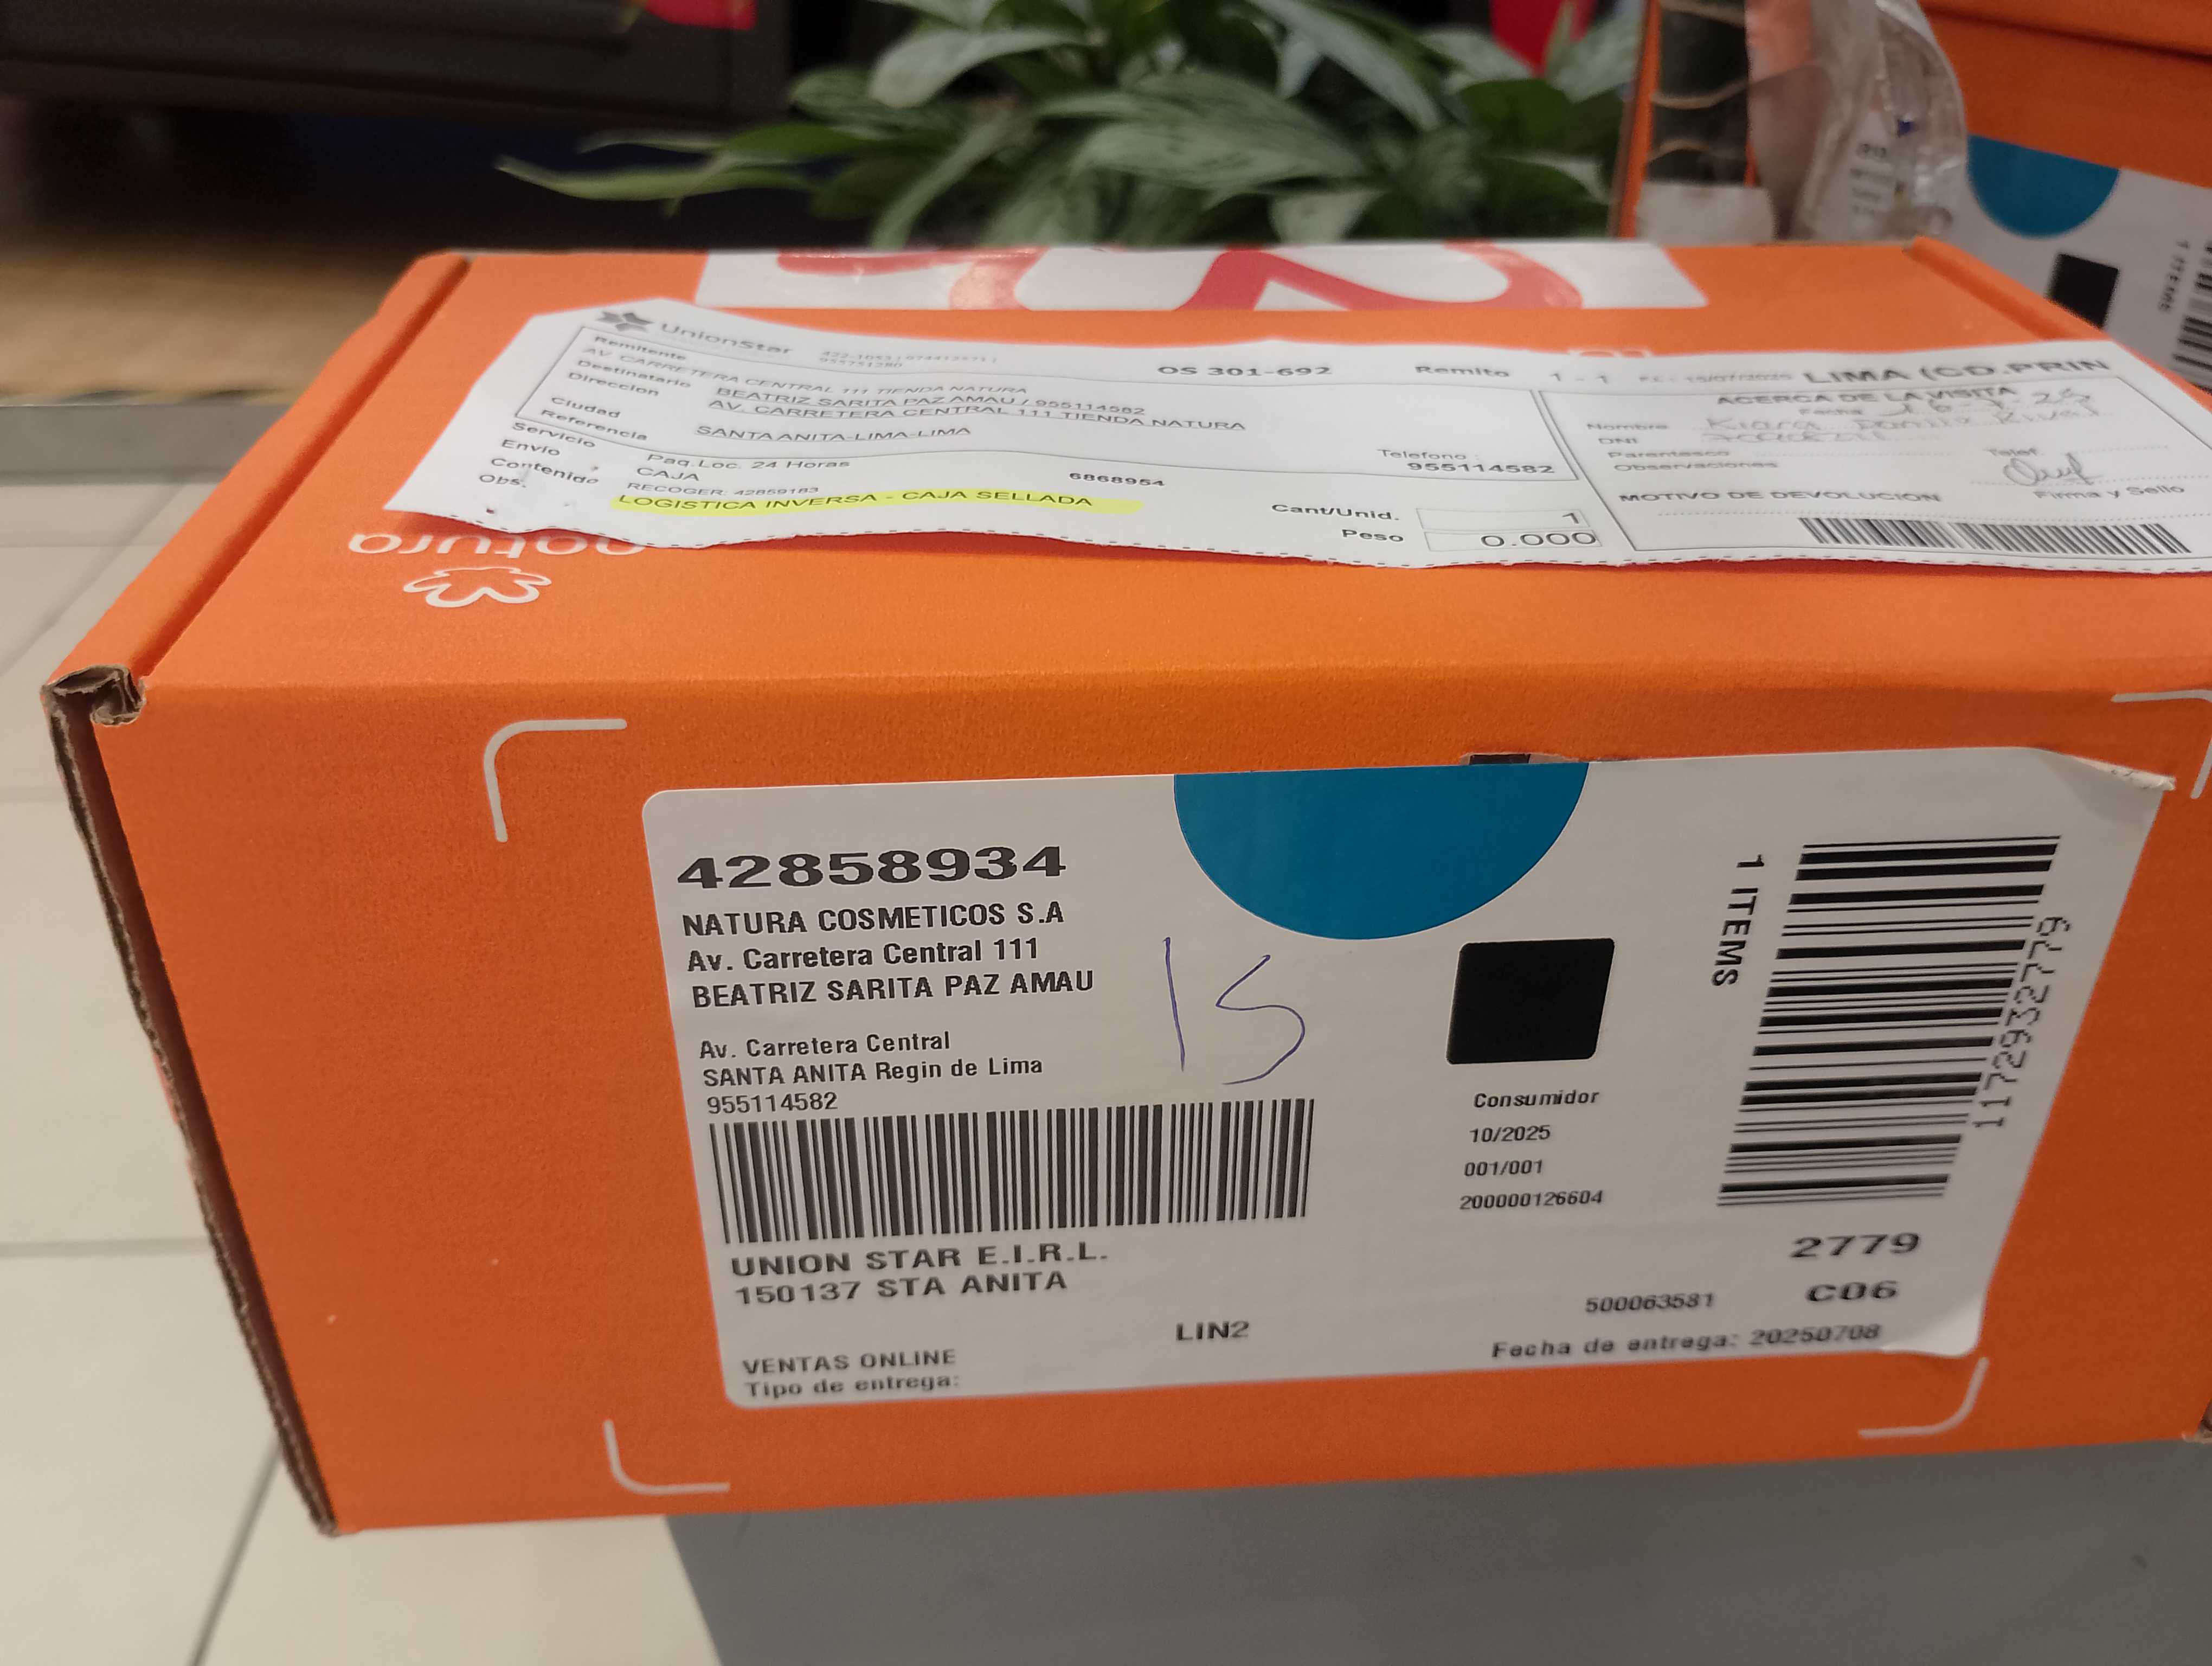 UnionStar
OS 301-692
Remito 1 - 1
LIMA (CD.PRIN
Remitente
AV. CARRETERA CENTRAL 111 TIENDA NATURA
Destinatario BEATRIZ SARITA PAZ AMAU / 955114582
Direccion AV. CARRETERA CENTRAL 111 TIENDA NATURA
Ciudad SANTA ANITA-LIMA-LIMA
Referencia
Telefono :
955114582
Servicio Paq.Loc. 24 Horas
Envio CAJA 6868954
Contenido RECOGER: 42859183
Obs. LOGISTICA INVERSA - CAJA SELLADA
Cant/Unid. 1
Peso 0.000
ACERCA DE LA VISITA
Fecha
Nombre Kiara
DNI
Parentesco Telef.
Observaciones
Firma y Sello
MOTIVO DE DEVOLUCION
natura
42858934
NATURA COSMETICOS S.A
Av. Carretera Central 111
BEATRIZ SARITA PAZ AMAU
Av. Carretera Central
SANTA ANITA Regin de Lima
955114582
15
UNION STAR E.I.R.L.
150137 STA ANITA
LIN2
VENTAS ONLINE
Tipo de entrega:
Consumidor
10/2025
001/001
200000126604
1 ITEMS
1172932779
2779
500063581
C06
Fecha de entrega: 20250708